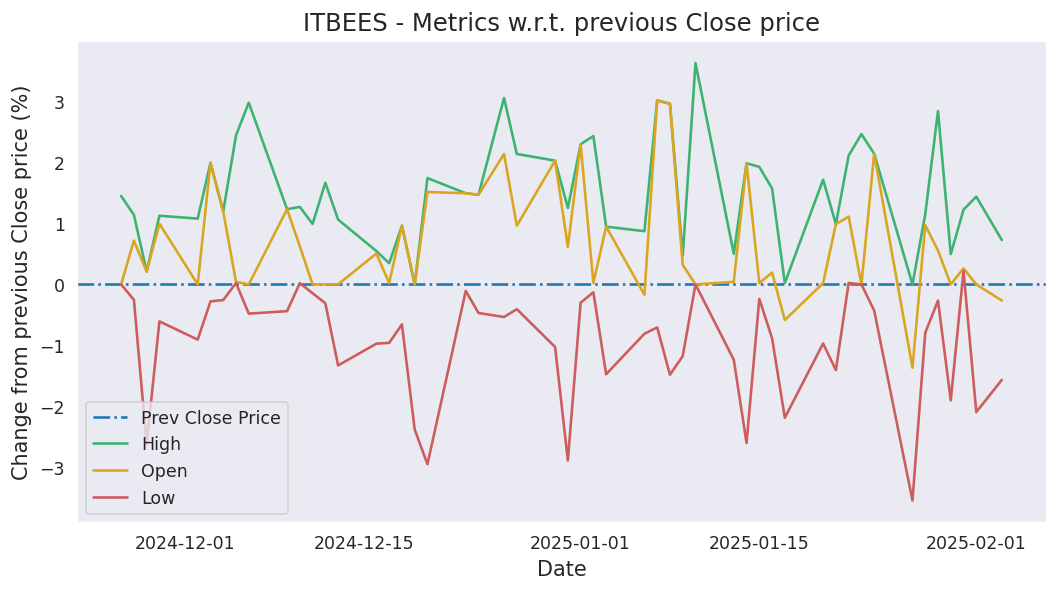 ITBEES - Metrics w.r.t. previous Close price
Change from previous Close price (%)
3
2
1
0
−1
−2
−3
Prev Close Price
High
Open
Low
2024-12-01 2024-12-15 2025-01-01 2025-01-15 2025-02-01
Date